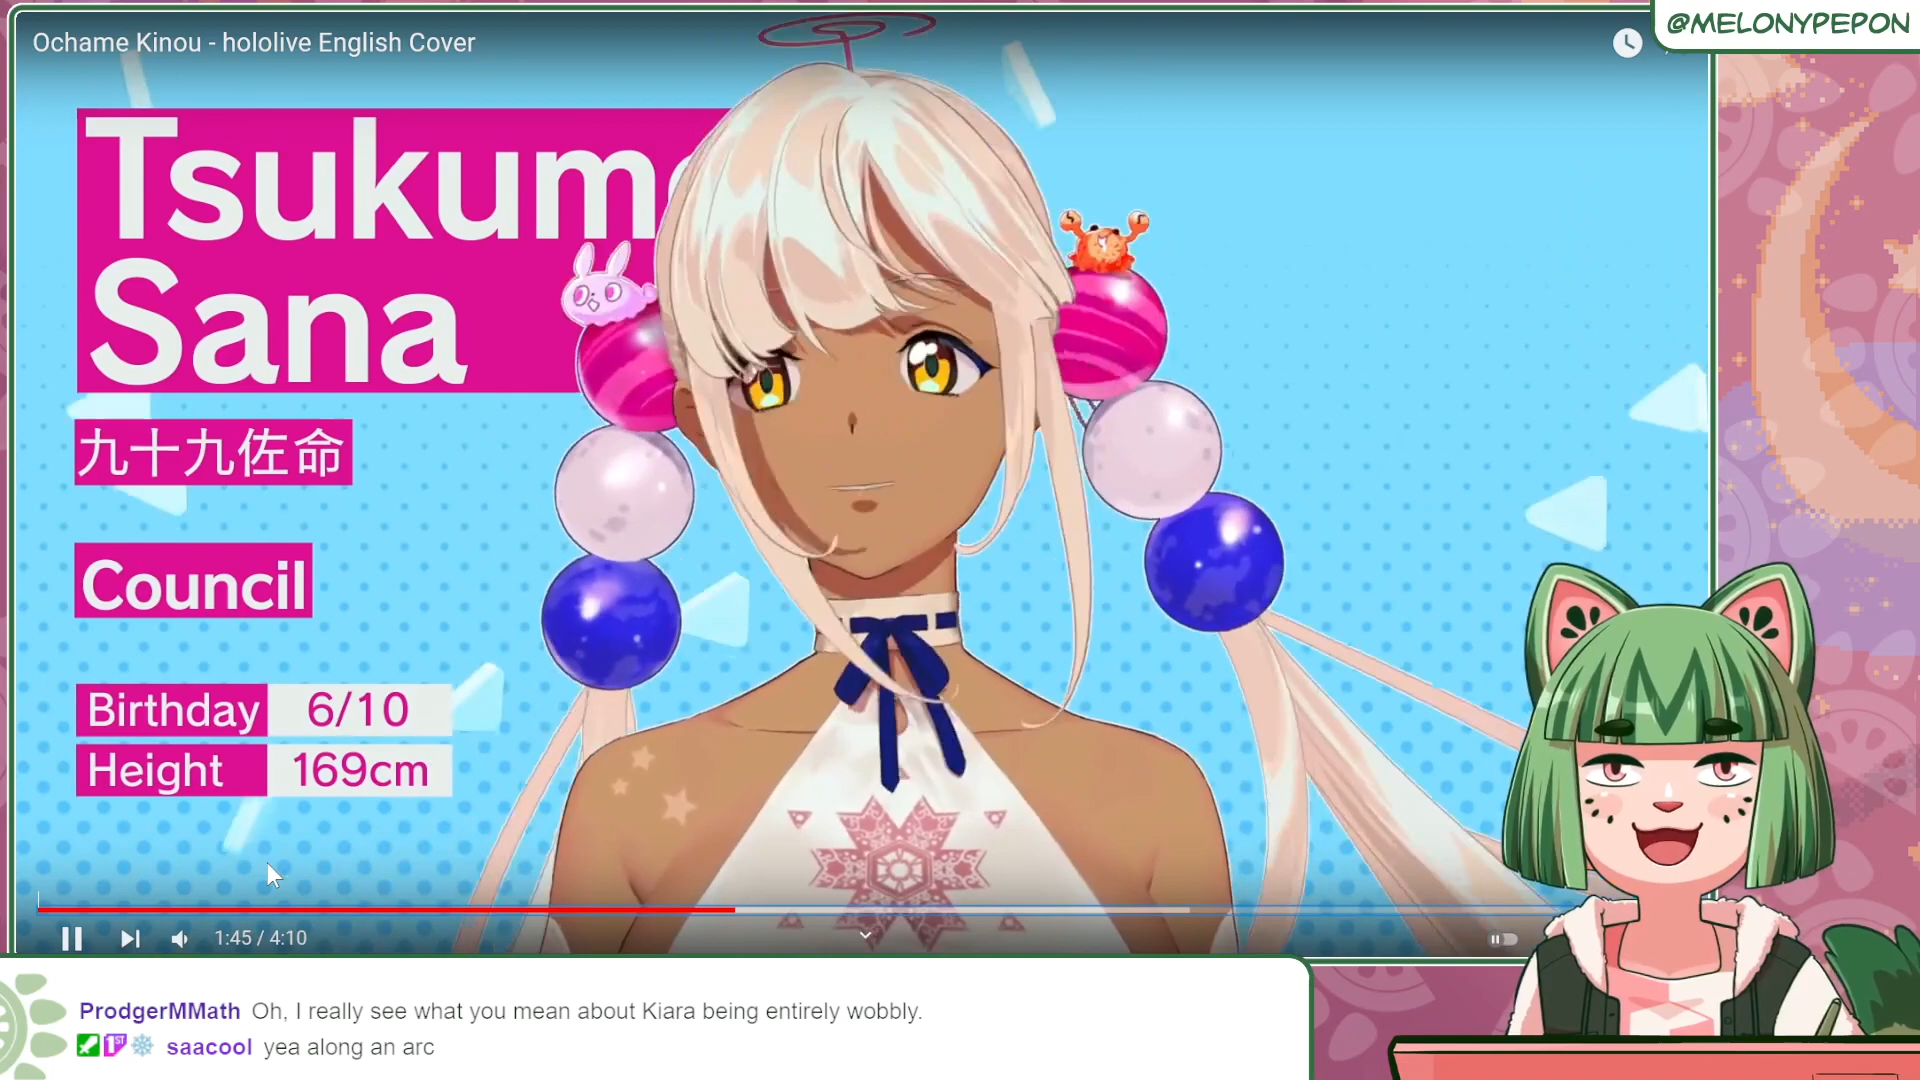 @MELONYPEPON
Ochame Kinou - hololive English Cover
Tsukumo
Sana
九十九佐命
Council
Birthday 6/10
Height 169cm
1:45 / 4:10
ProdgerMMath Oh, I really see what you mean about Kiara being entirely wobbly.
1ST saacool yea along an arc